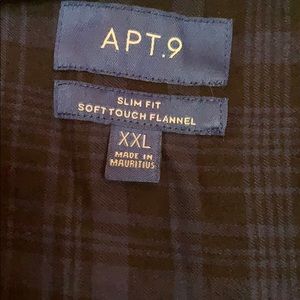 APT.9
SLIM FIT
SOFT TOUCH FLANNEL
XXL
MADE IN
MAURITIUS